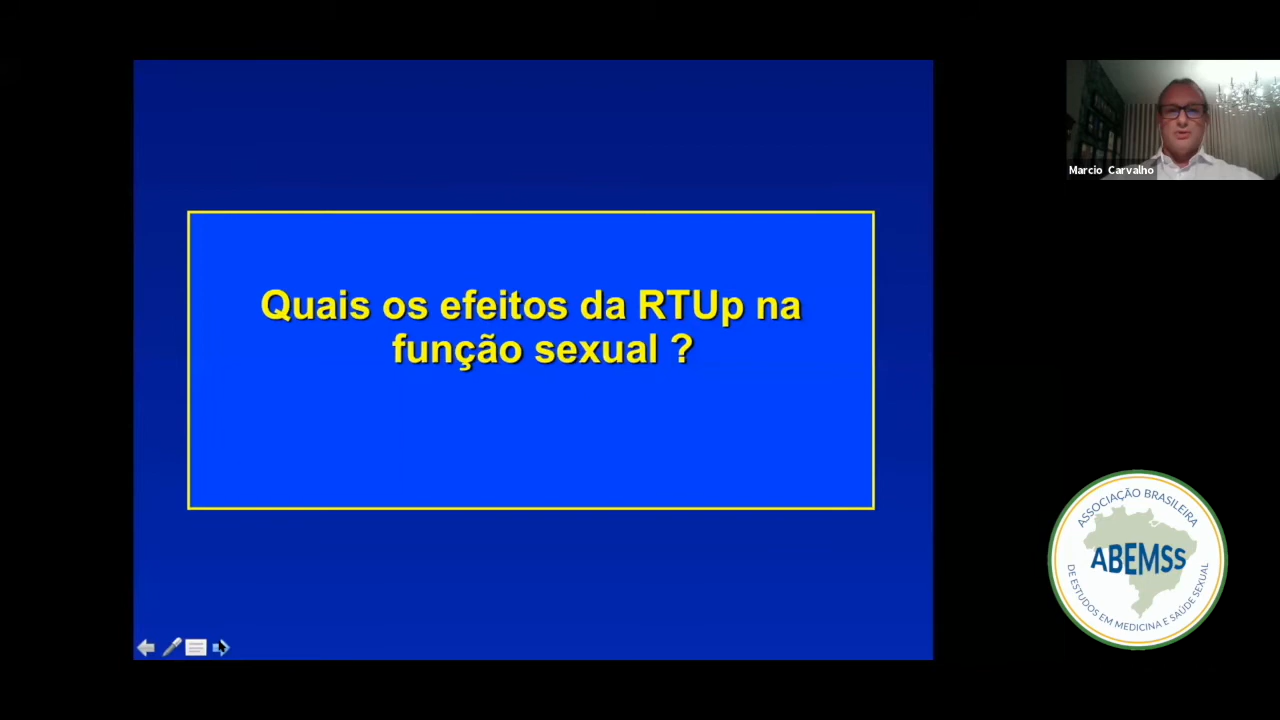 Quais os efeitos da RTUp na
função sexual ?
Marcio Carvalho
ASSOCIAÇÃO BRASILEIRA
ABEMSS
DE ESTUDOS EM MEDICINA E SAÚDE SEXUAL